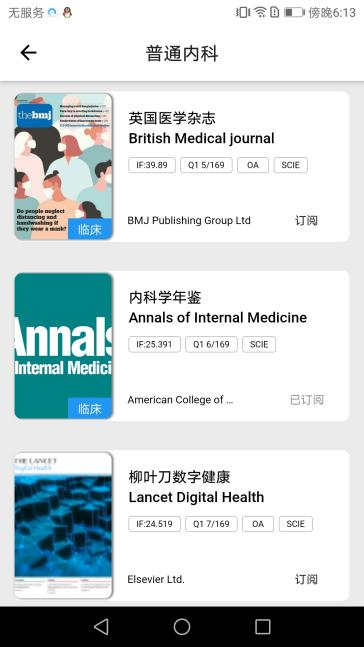 无服务
傍晚6:13
普通内科
thebmj
Do people neglect
distancing and
handwashing if
they wear a mask?
临床
英国医学杂志
British Medical journal
IF:39.89
Q1 5/169
OA
SCIE
BMJ Publishing Group Ltd
订阅
Annals
Internal Medici
临床
内科学年鉴
Annals of Internal Medicine
IF:25.391
Q1 6/169
SCIE
American College of ...
已订阅
THE LANCET
Digital Health
柳叶刀数字健康
Lancet Digital Health
IF:24.519
Q1 7/169
OA
SCIE
Elsevier Ltd.
订阅